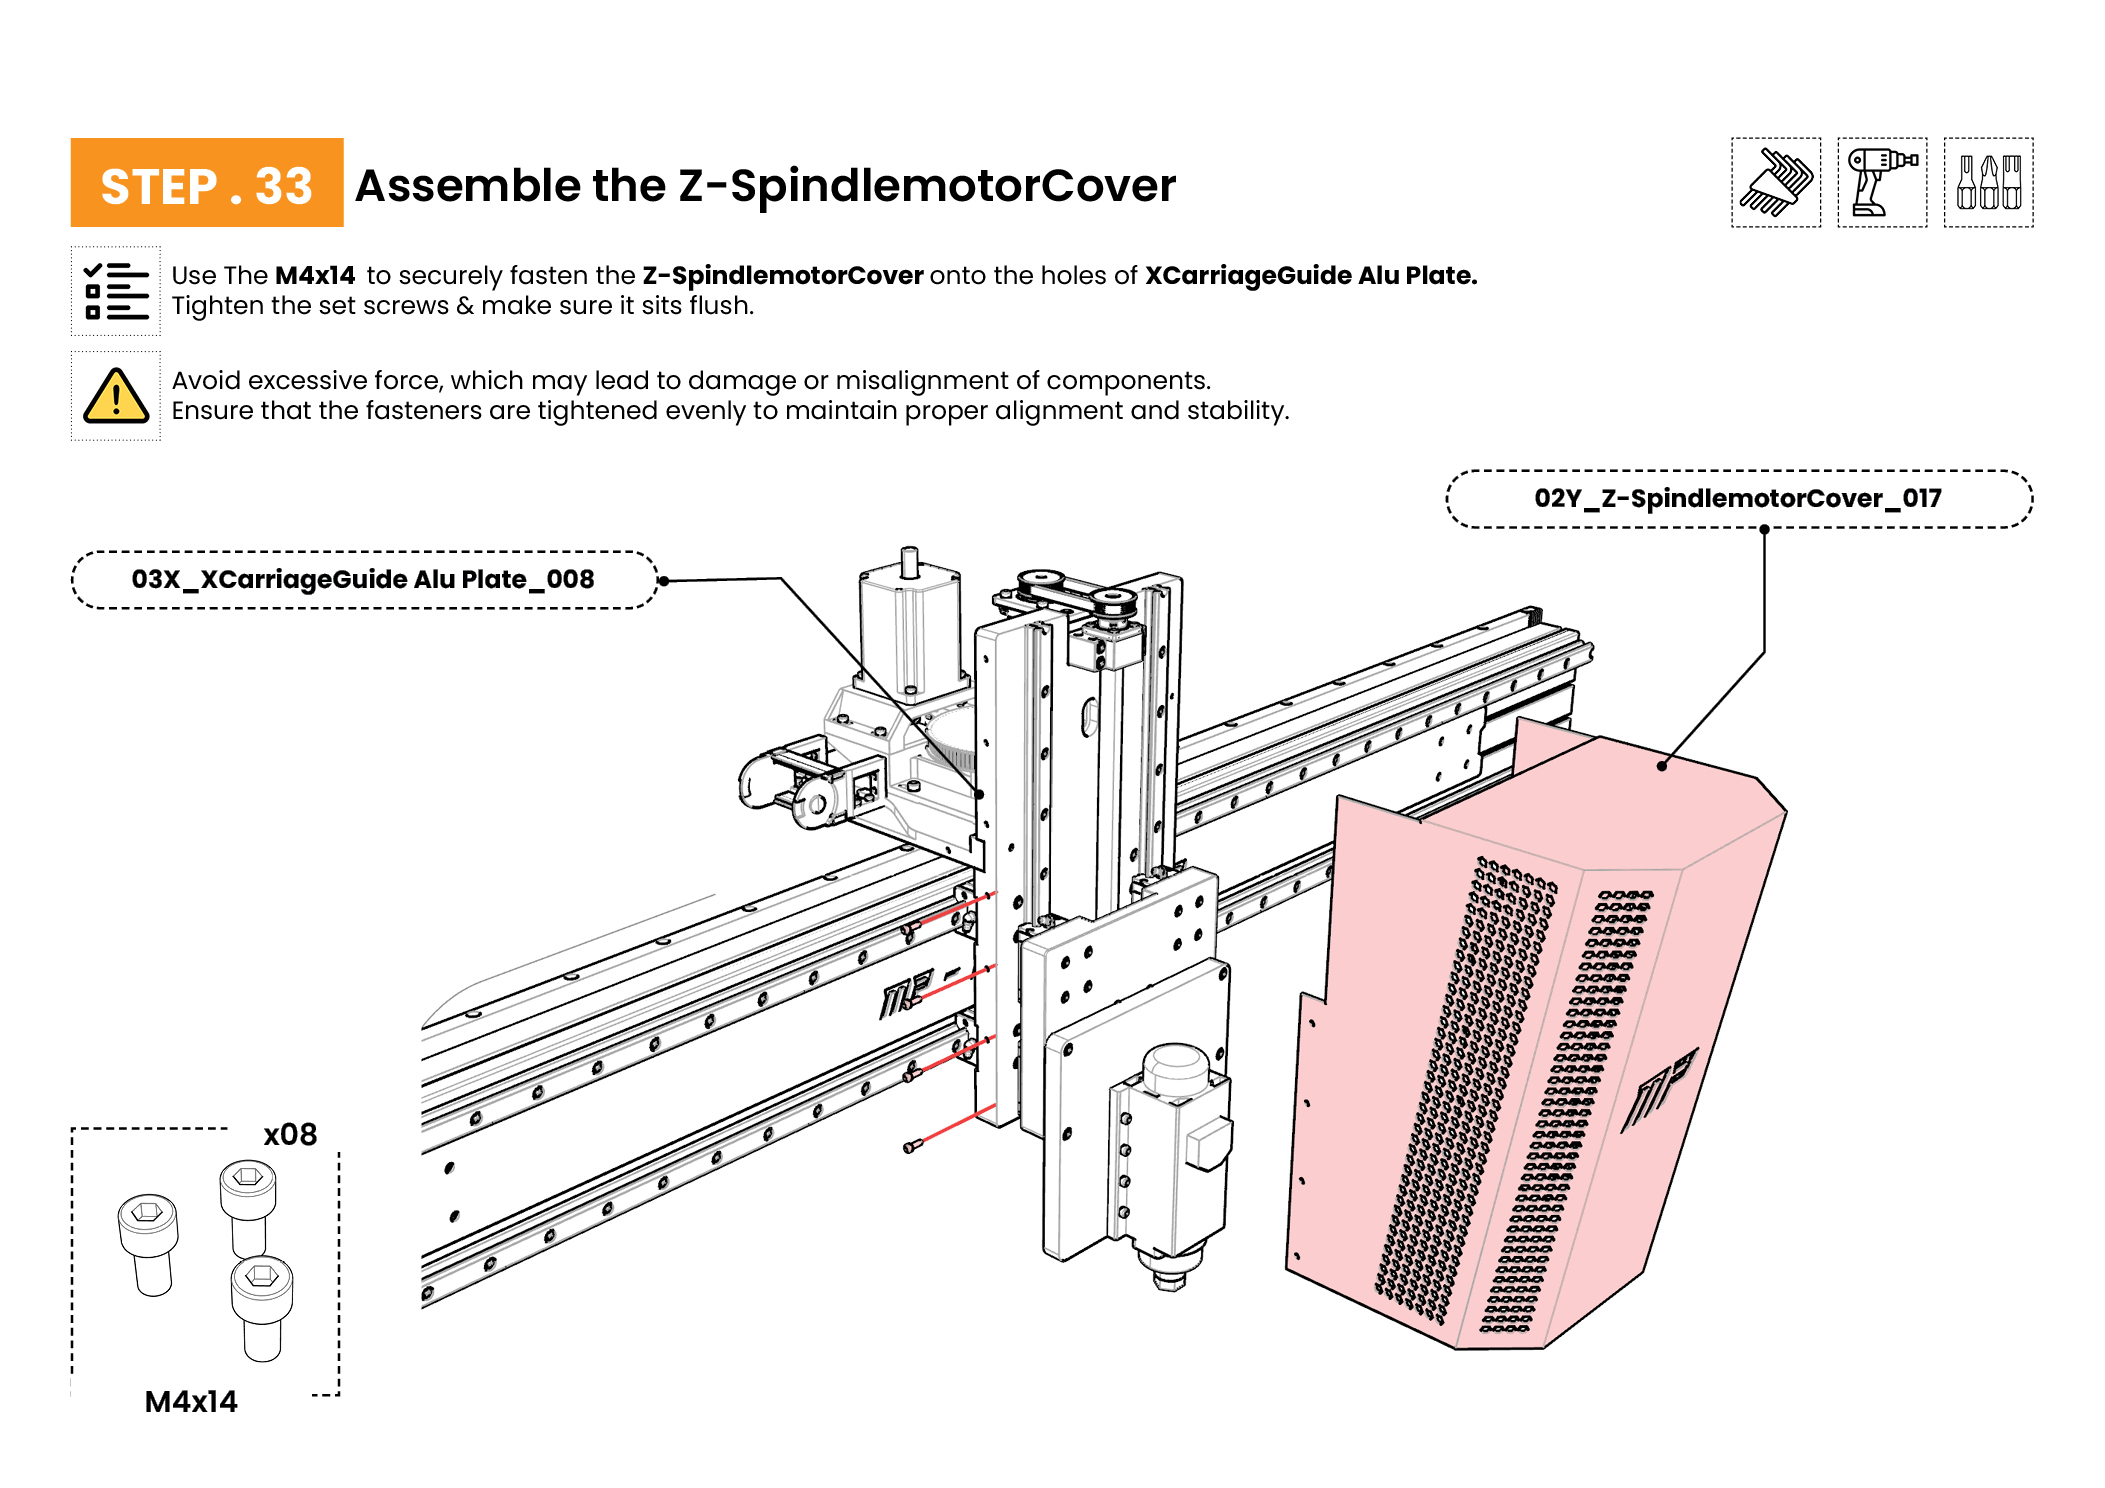 STEP . 33 Assemble the Z-SpindlemotorCover
Use The M4x14 to securely fasten the Z-SpindlemotorCover onto the holes of XCarriageGuide Alu Plate.
Tighten the set screws & make sure it sits flush.
Avoid excessive force, which may lead to damage or misalignment of components.
Ensure that the fasteners are tightened evenly to maintain proper alignment and stability.
02Y_Z-SpindlemotorCover_017
03X_XCarriageGuide Alu Plate_008
x08
M4x14